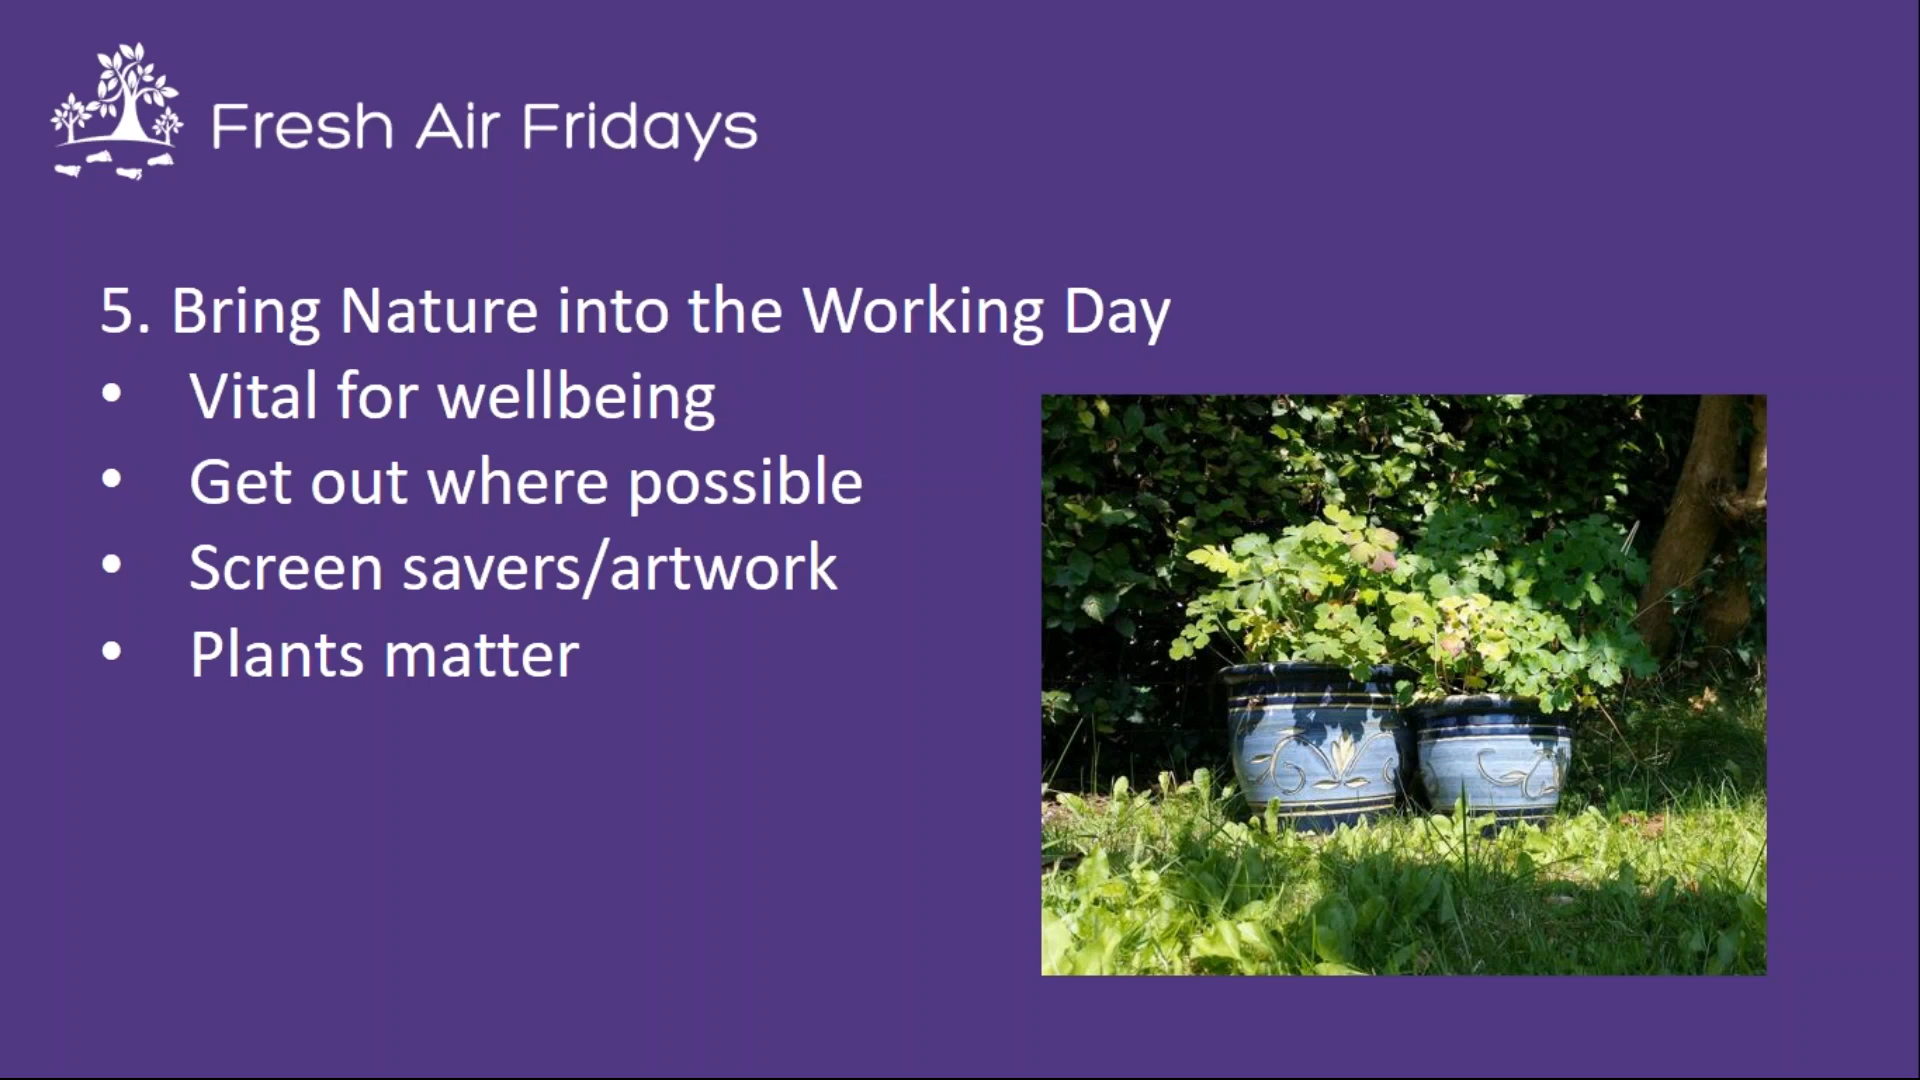 Fresh Air Fridays
5. Bring Nature into the Working Day
• Vital for wellbeing
• Get out where possible
• Screen savers/artwork
• Plants matter